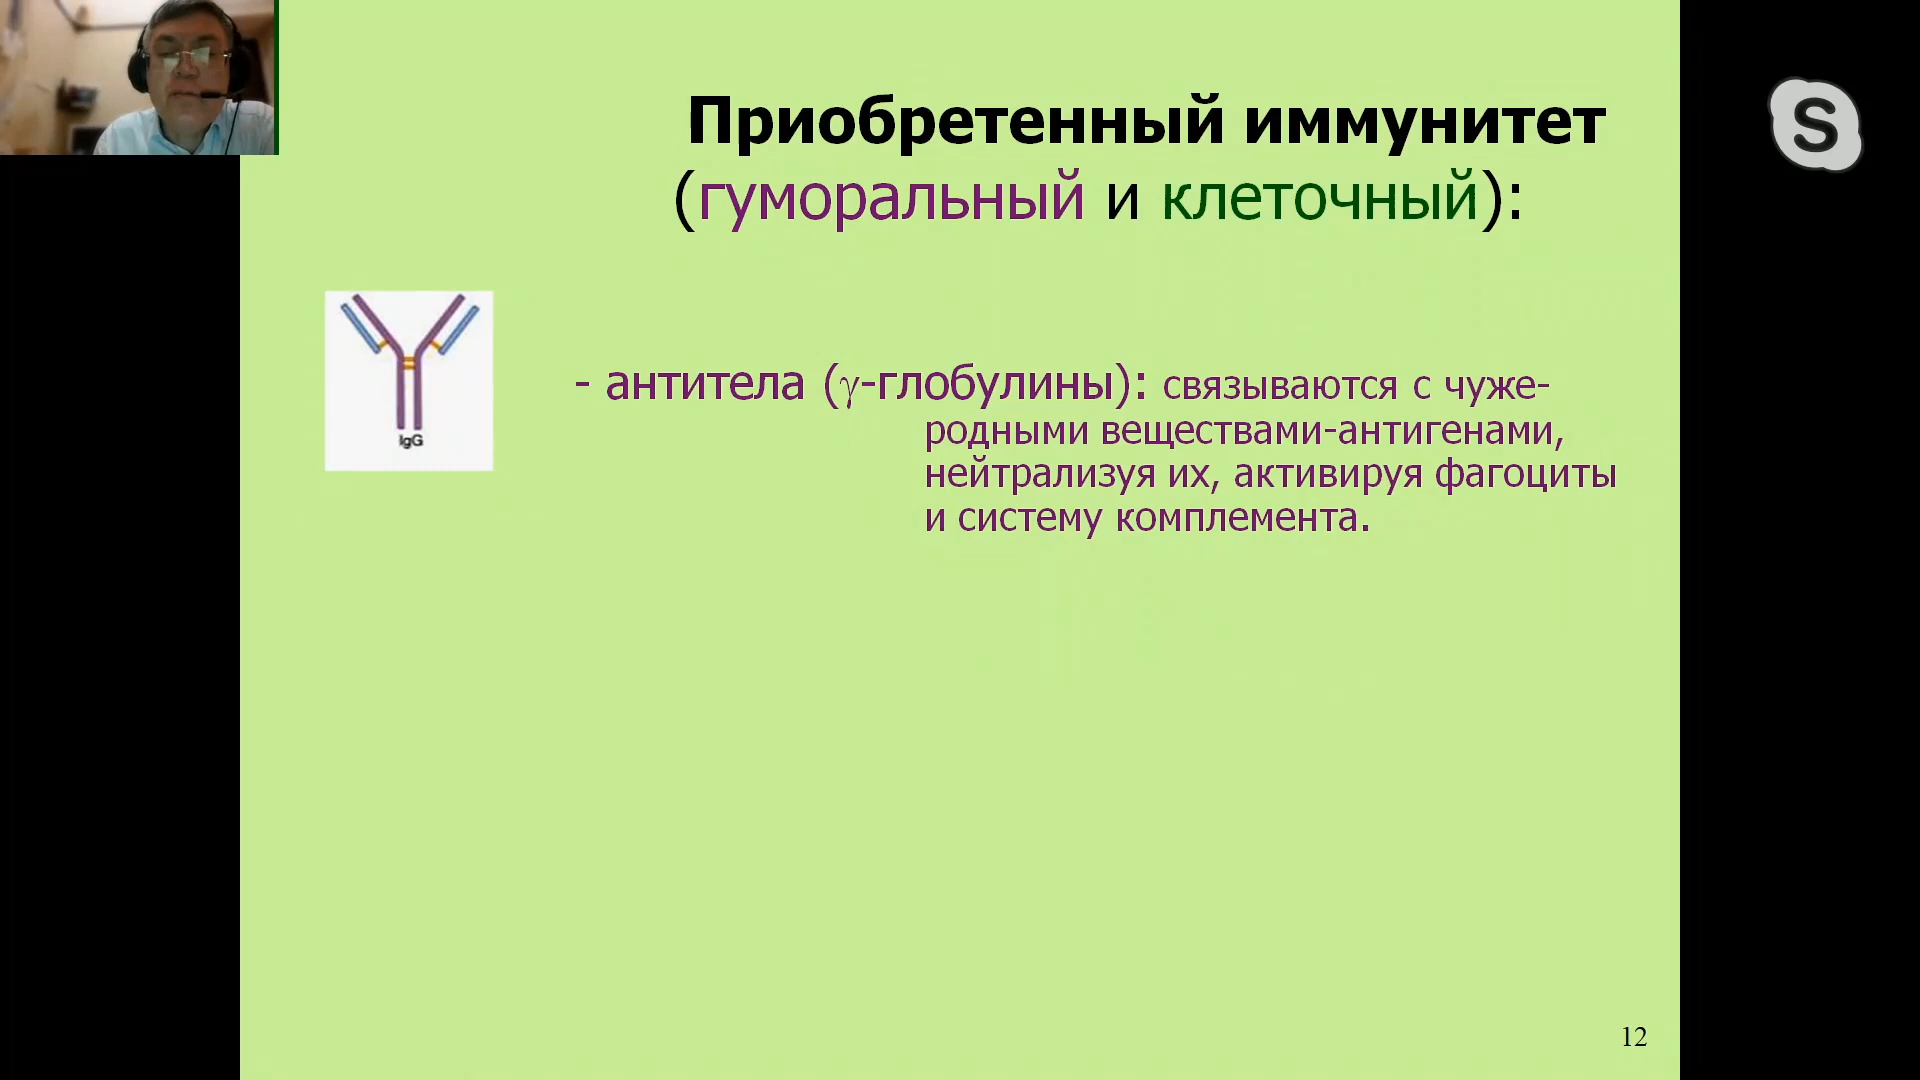 Приобретенный иммунитет
(гуморальный и клеточный):
IgG
- антитела (γ-глобулины): связываются с чуже-
родными веществами-антигенами,
нейтрализуя их, активируя фагоциты
и систему комплемента.
12
S